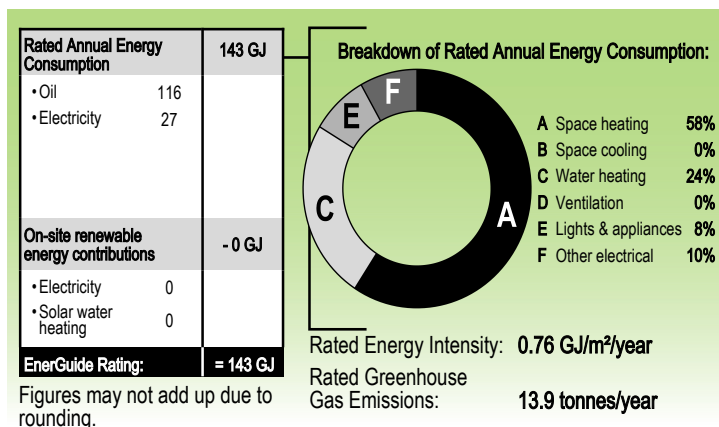 Rated Annual Energy
Consumption
143 GJ
• Oil 116
• Electricity 27
On-site renewable
energy contributions
- 0 GJ
• Electricity 0
• Solar water
heating
0
EnerGuide Rating: = 143 GJ
Figures may not add up due to
rounding.
Breakdown of Rated Annual Energy Consumption:
F
E
C
A
A Space heating 58%
B Space cooling 0%
C Water heating 24%
D Ventilation 0%
E Lights & appliances 8%
F Other electrical 10%
Rated Energy Intensity: 0.76 GJ/m²/year
Rated Greenhouse
Gas Emissions: 13.9 tonnes/year